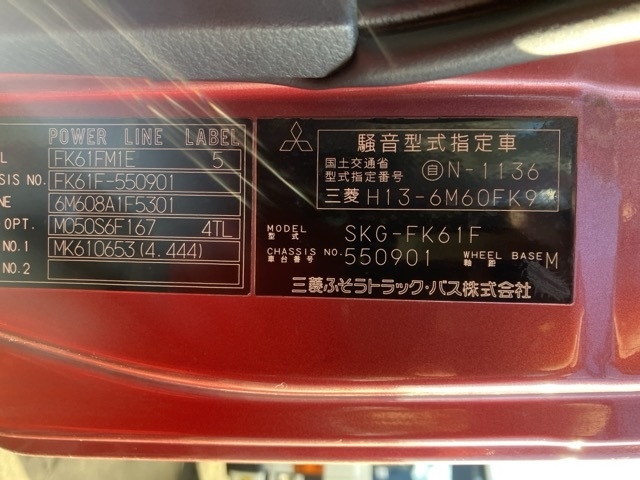 POWER LINE LABEL
L FK61FM1E 5
SIS NO. FK61F-550901
NE 6M608A1F5301
OPT. M050S6F167 4TL
NO.1 MK610653(4.444)
NO.2
騒音型式指定車
国土交通省
型式指定番号 自N-1136
三菱 H13-6M60FK9
MODEL
型式 SKG-FK61F
CHASSIS NO.
車台番号 550901 WHEEL BASE
軸距 M
三菱ふそうトラック・バス株式会社